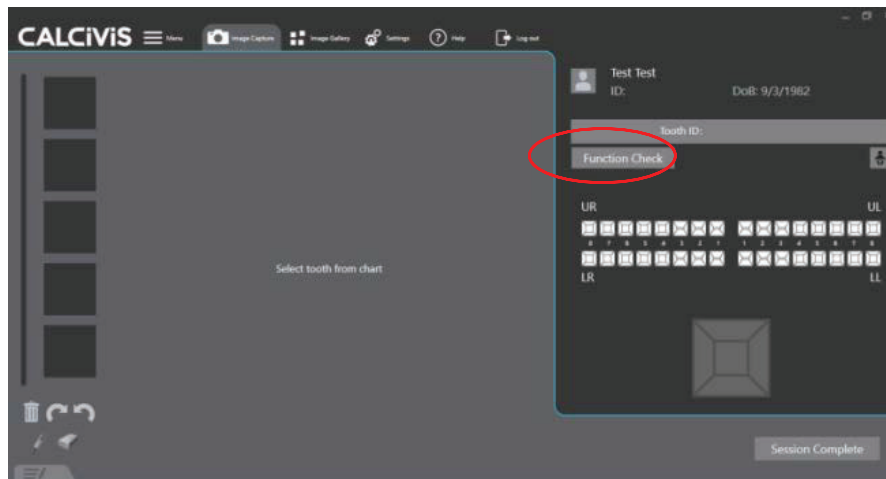 CALCiViS Menu Image Capture Image Gallery Settings Help Log out
Test Test
ID: DoB: 9/3/1982
Tooth ID:
Function Check
UR UL
8 7 6 5 4 3 2 1 1 2 3 4 5 6 7 8
Select tooth from chart
LR LL
Session Complete